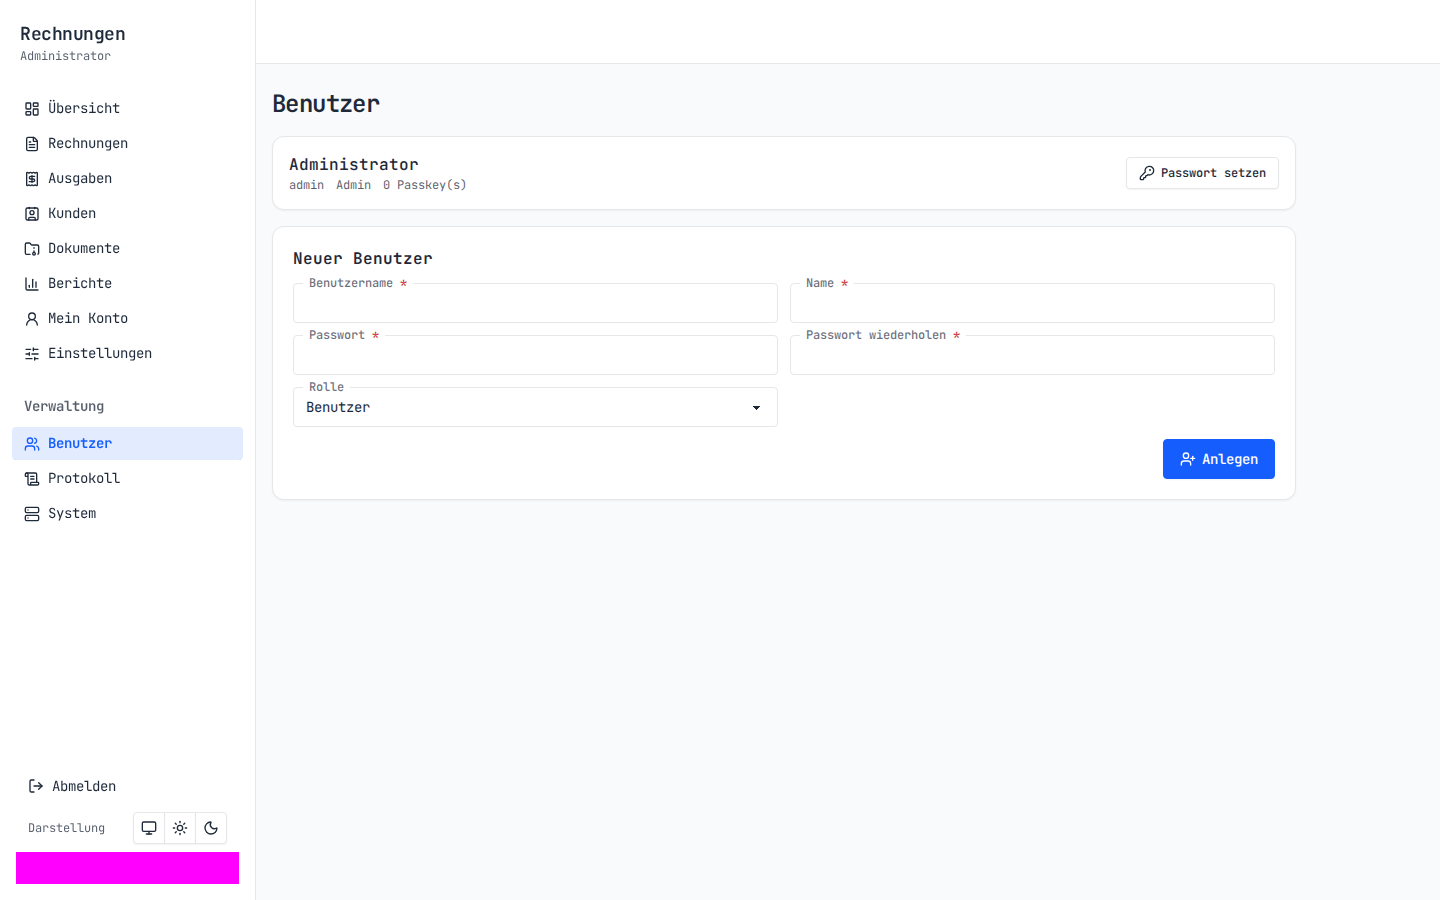 Rechnungen
Administrator
Übersicht
Rechnungen
Ausgaben
Kunden
Dokumente
Berichte
Mein Konto
Einstellungen
Verwaltung
Benutzer
Protokoll
System
Abmelden
Darstellung
Benutzer
Administrator
admin Admin 0 Passkey(s)
Passwort setzen
Neuer Benutzer
Benutzername *
Name *
Passwort *
Passwort wiederholen *
Rolle
Benutzer
Anlegen